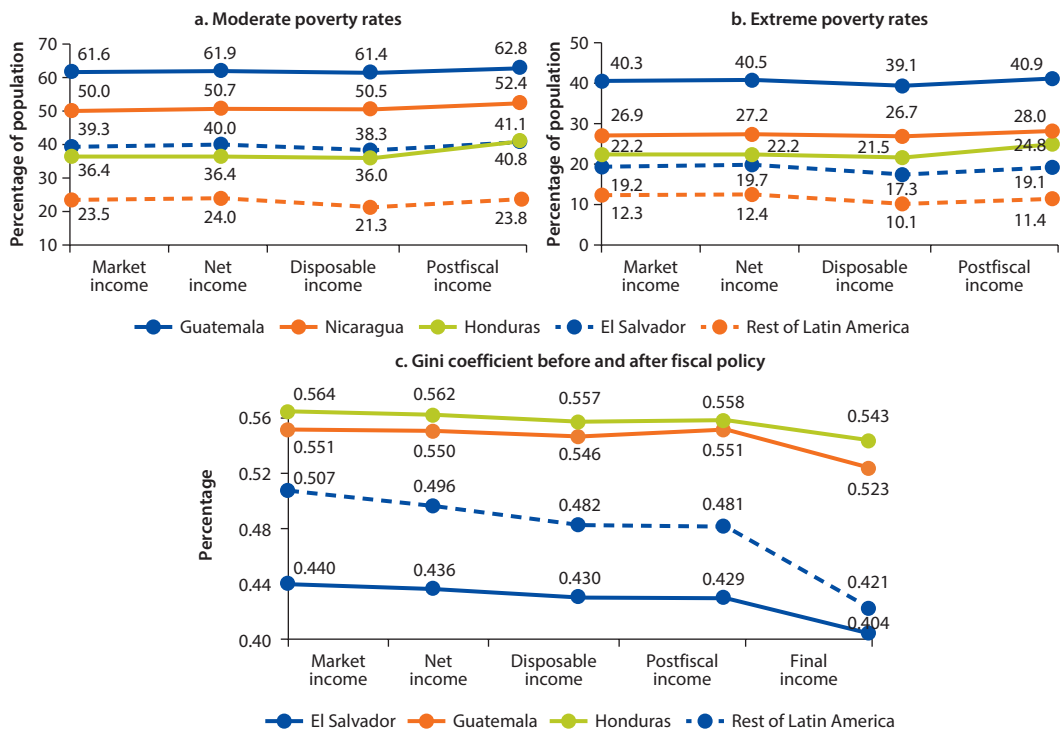 a. Moderate poverty rates
Percentage of population
70
60
50
40
30
20
10
61.6 61.9 61.4 62.8
50.0 50.7 50.5 52.4
39.3 40.0 38.3 41.1
36.4 36.4 36.0 40.8
23.5 24.0 21.3 23.8
Market Net Disposable Postfiscal
income income income income
b. Extreme poverty rates
Percentage of population
50
40
30
20
10
0
40.3 40.5 39.1 40.9
26.9 27.2 26.7 28.0
22.2 22.2 21.5 24.8
19.2 19.7 17.3 19.1
12.3 12.4 10.1 11.4
Market Net Disposable Postfiscal
income income income income
Guatemala Nicaragua Honduras El Salvador Rest of Latin America
c. Gini coefficient before and after fiscal policy
Percentage
0.56
0.52
0.48
0.44
0.40
0.564 0.562 0.557 0.558 0.543
0.551 0.550 0.546 0.551 0.523
0.507 0.496 0.482 0.481 0.421
0.440 0.436 0.430 0.429 0.404
Market Net Disposable Postfiscal Final
income income income income income
El Salvador Guatemala Honduras Rest of Latin America